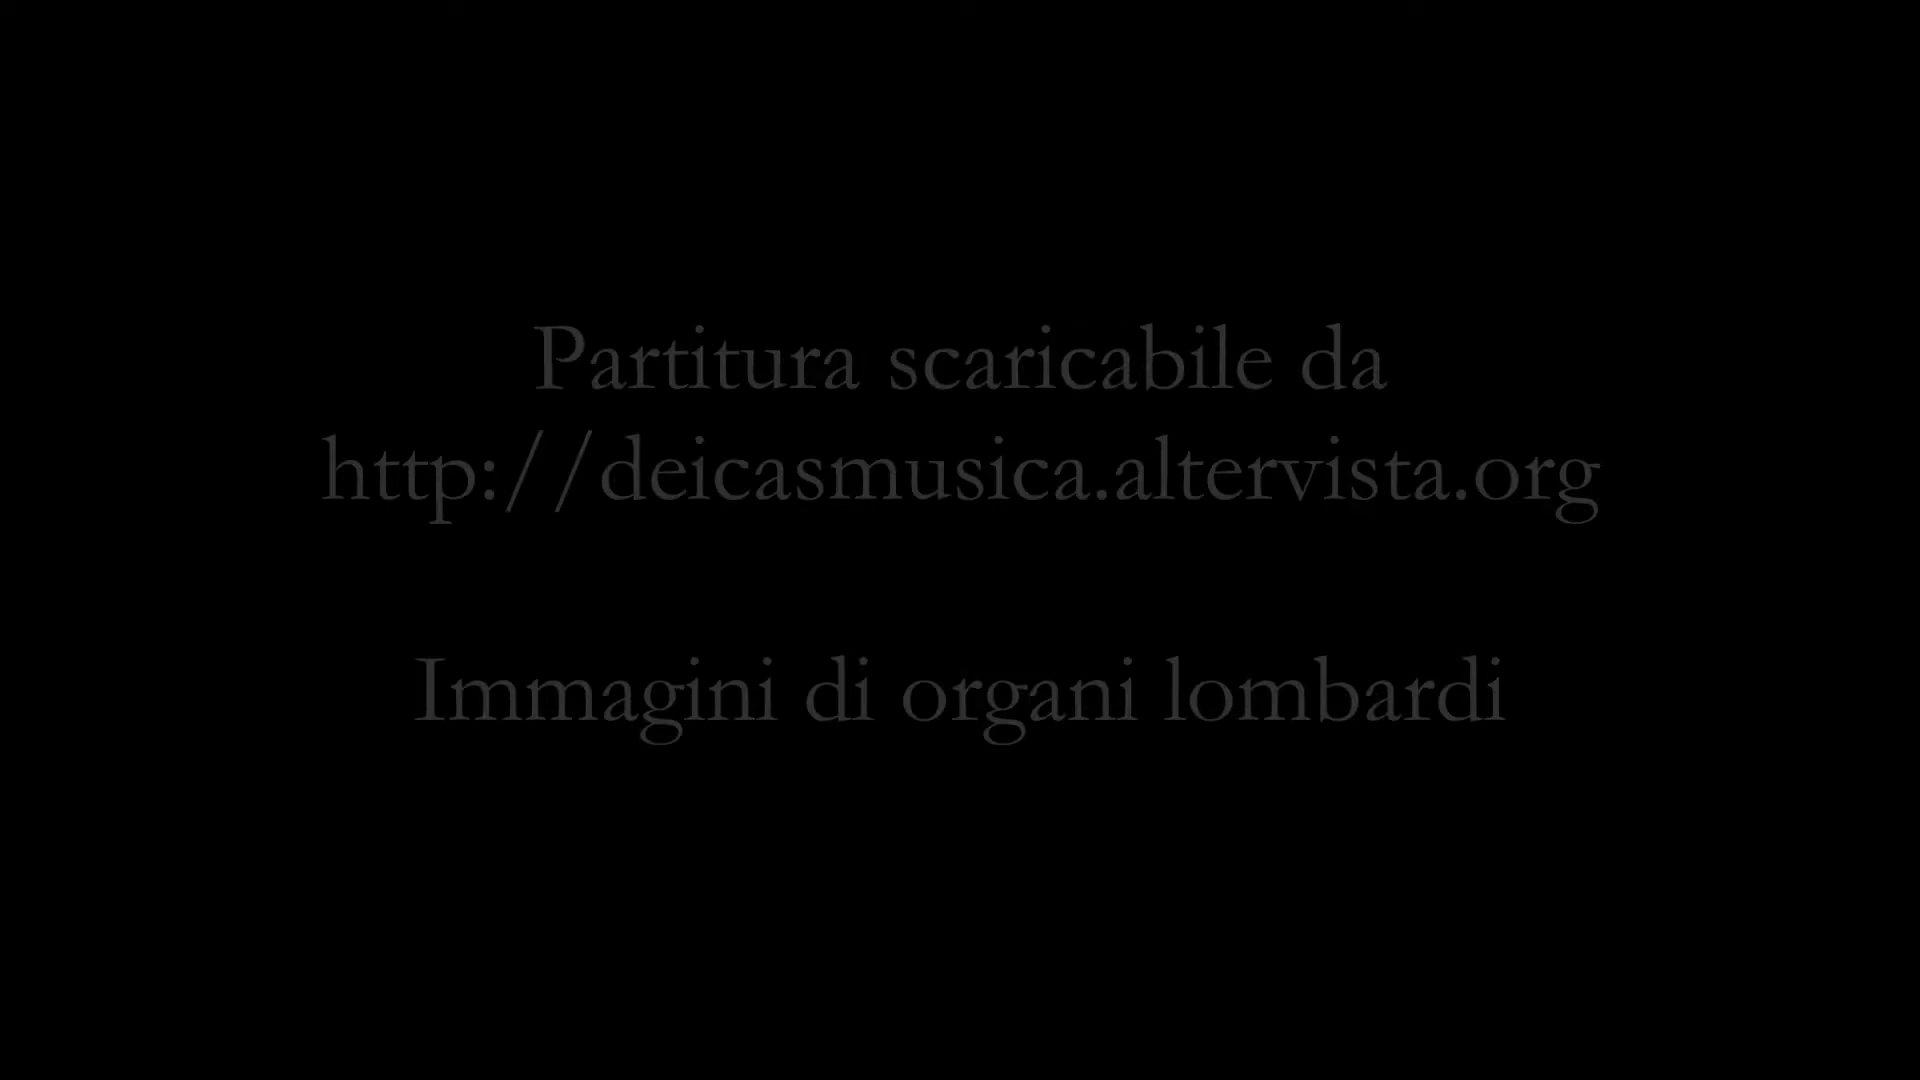 Partitura scaricabile da
http://deicasmusica.altervista.org
Immagini di organi lombardi